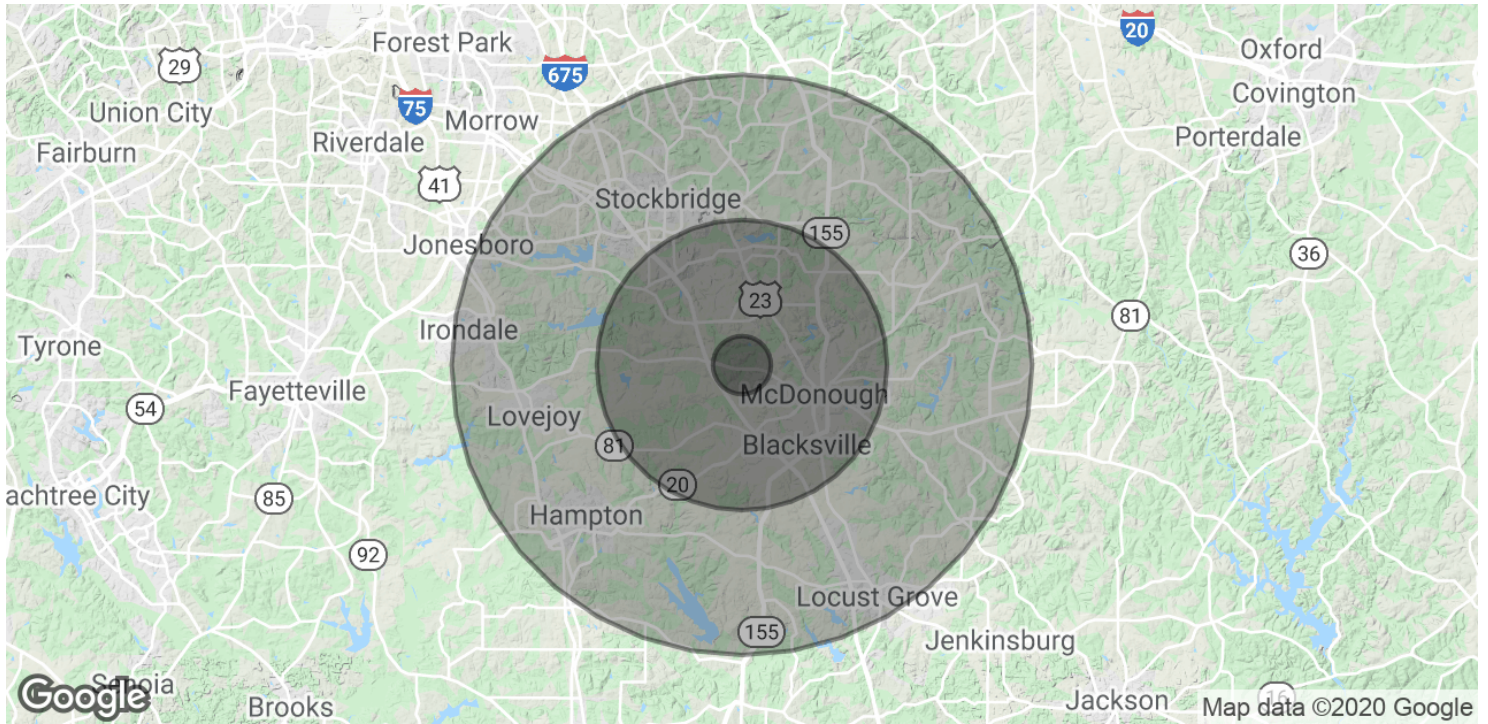 20
Forest Park
Oxford
29
675
Covington
75
Union City
Morrow
Porterdale
Riverdale
Fairburn
41
Stockbridge
155
Jonesboro
36
23
81
Irondale
Tyrone
Fayetteville
McDonough
54
Lovejoy
81
Blacksville
20
achtree City
85
Hampton
92
Locust Grove
155
Jenkinsburg
Senoia
Google
Brooks
Jackson
16
Map data ©2020 Google